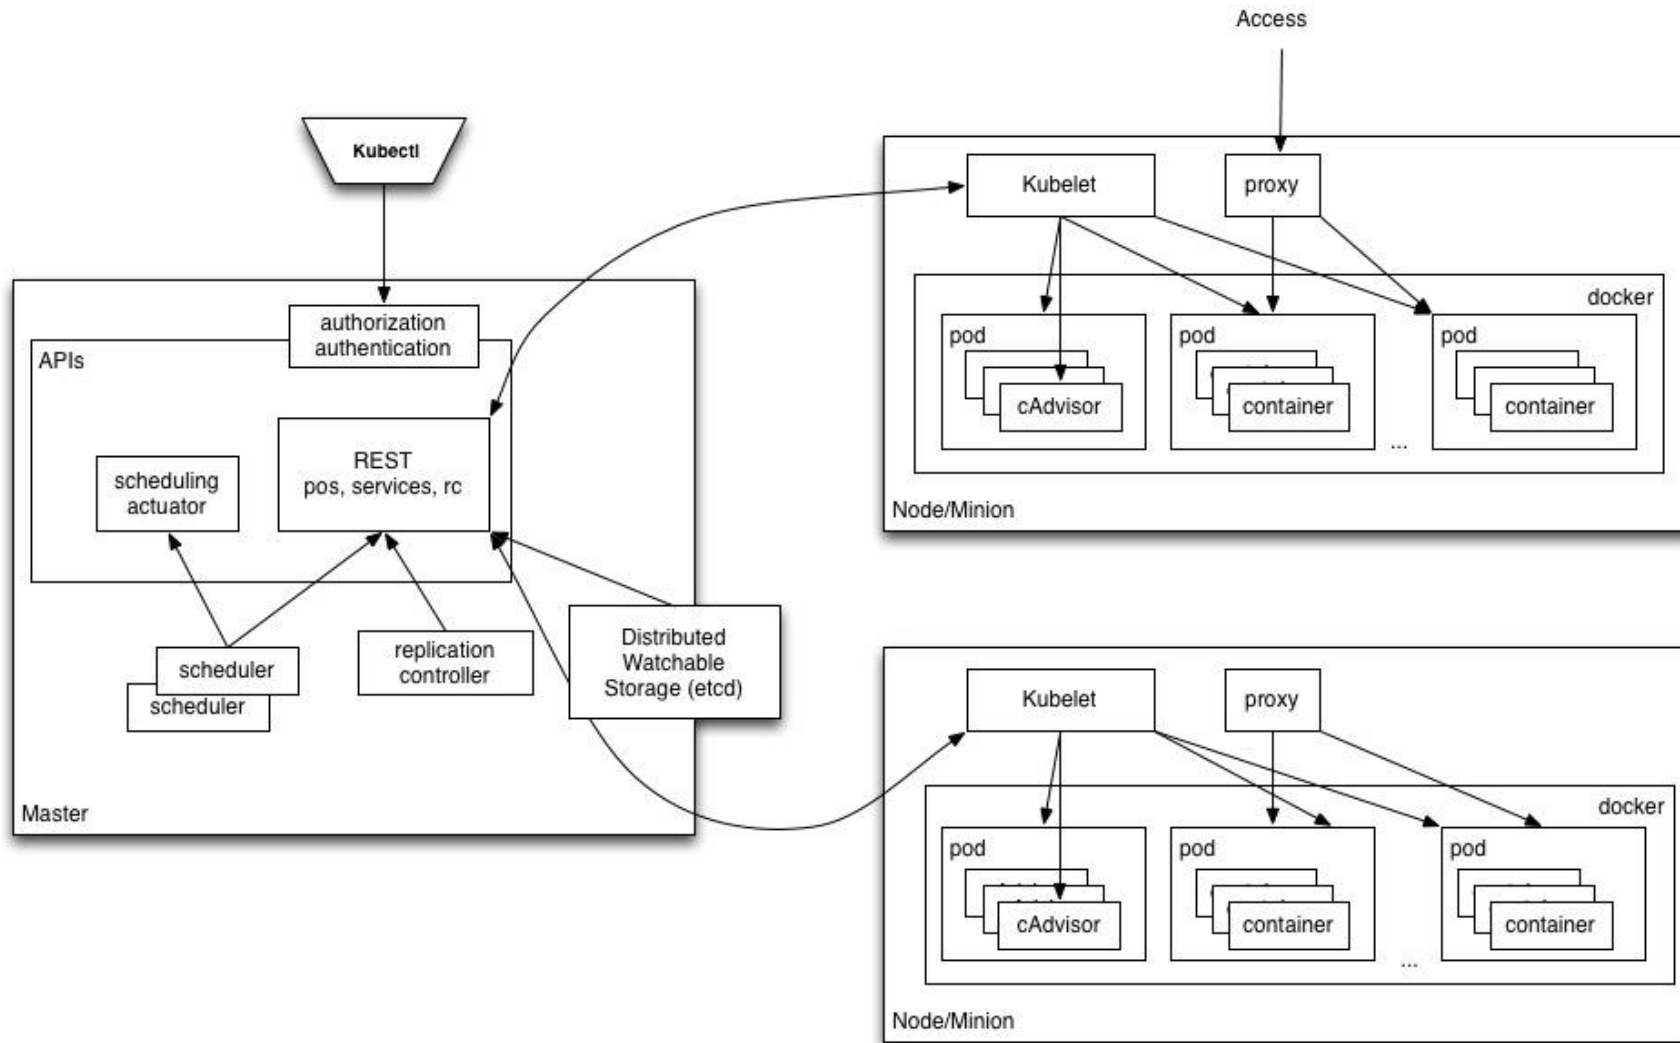 Access
Kubectl
authorization
authentication
APIs
REST
pos, services, rc
scheduling
actuator
scheduler
scheduler
replication
controller
Distributed
Watchable
Storage (etcd)
Master
Kubelet
proxy
docker
pod
cAdvisor
pod
container
...
pod
container
Node/Minion
Kubelet
proxy
docker
pod
cAdvisor
pod
container
...
pod
container
Node/Minion